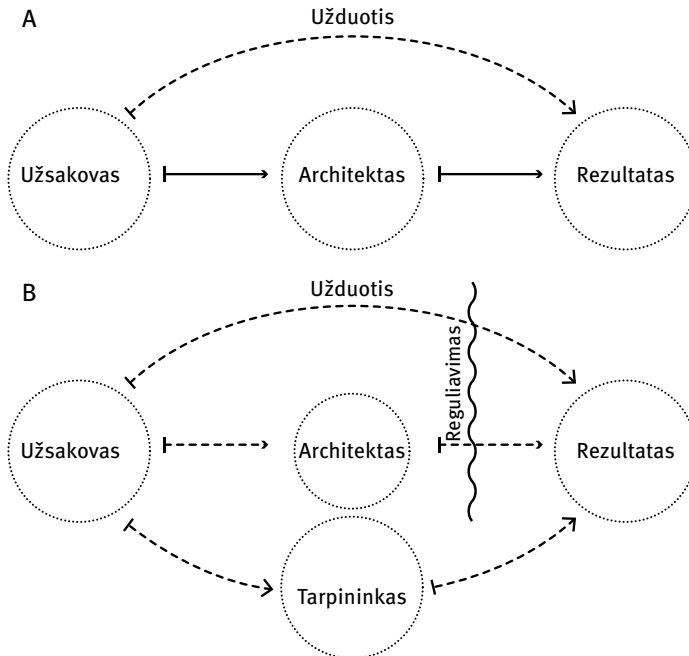 A
Užduotis
Užsakovas
Architektas
Rezultatas
B
Užduotis
Reguliavimas
Užsakovas
Architektas
Rezultatas
Tarpininkas